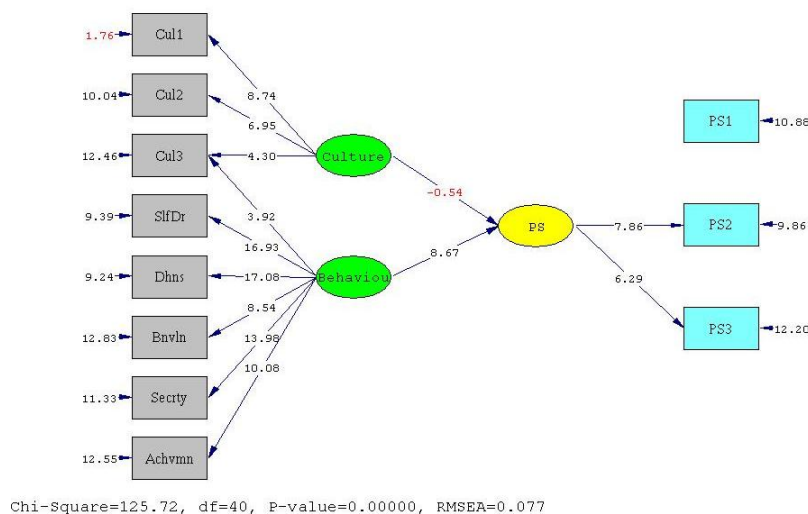 1.76 Cul1
8.74
10.04 Cul2
6.95
PS1 10.88
12.46 Cul3
4.30 Culture
-0.54
9.39 SlfDr
3.92
16.93
PS
7.86 PS2 9.86
8.67
9.24 Dhns
17.08 Behaviou
6.29
8.54
12.83 Bnvln
13.98
PS3 12.20
10.08
11.33 Secrty
12.55 Achvmn
Chi-Square=125.72, df=40, P-value=0.00000, RMSEA=0.077